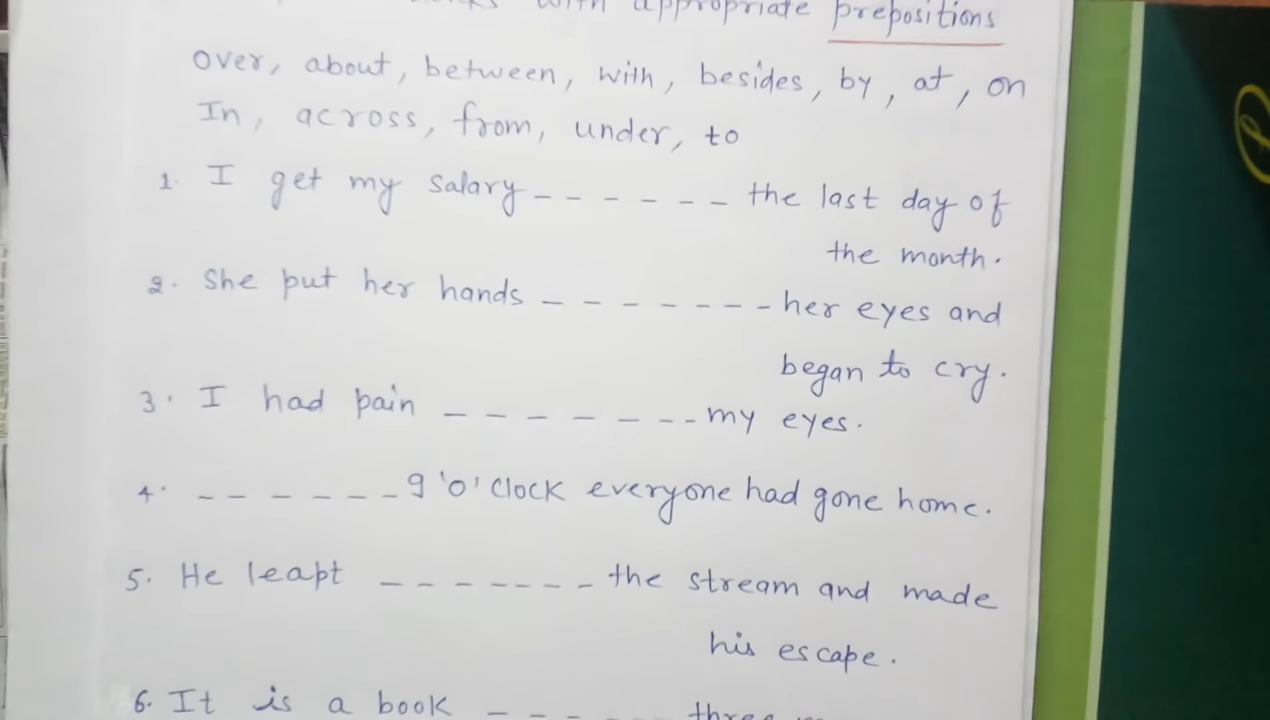 with appropriate prepositions
over, about, between, with, besides, by, at, on
In, across, from, under, to
1. I get my salary ------ the last day of
the month.
2. She put her hands ------- her eyes and
began to cry.
3. I had pain ------- my eyes.
4. ------ 9 'o' clock everyone had gone home.
5. He leapt ------- the stream and made
his escape.
6. It is a book ----